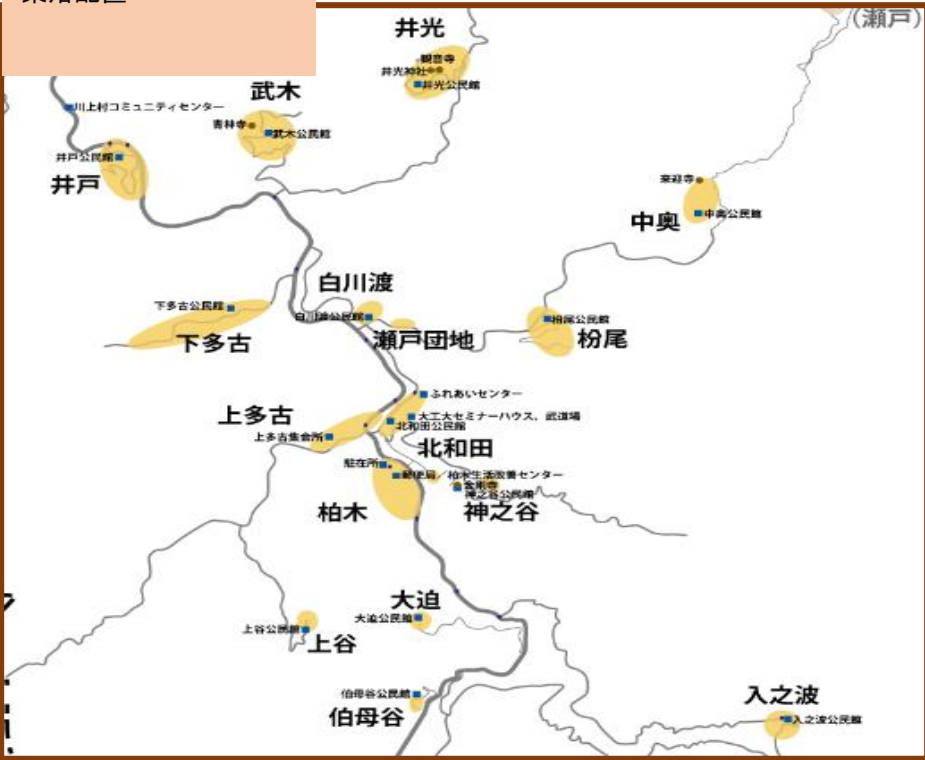 (瀬戸)
井光
観音寺
井光神社
井光公民館
武木
川上村コミュニティセンター
青林寺
武木公民館
井戸公民館
井戸
来迎寺
中奥公民館
中奥
白川渡
下多古公民館
白川渡公民館
枌尾公民館
下多古
瀬戸団地
枌尾
ふれあいセンター
上多古
大工大セミナーハウス、武道場
北和田公民館
上多古集会所
北和田
駐在所
郵便局/柏木生活改善センター
金剛寺
神之谷公民館
柏木
神之谷
大迫
大迫公民館
上谷公民館
上谷
伯母谷公民館
入之波
伯母谷
入之波公民館